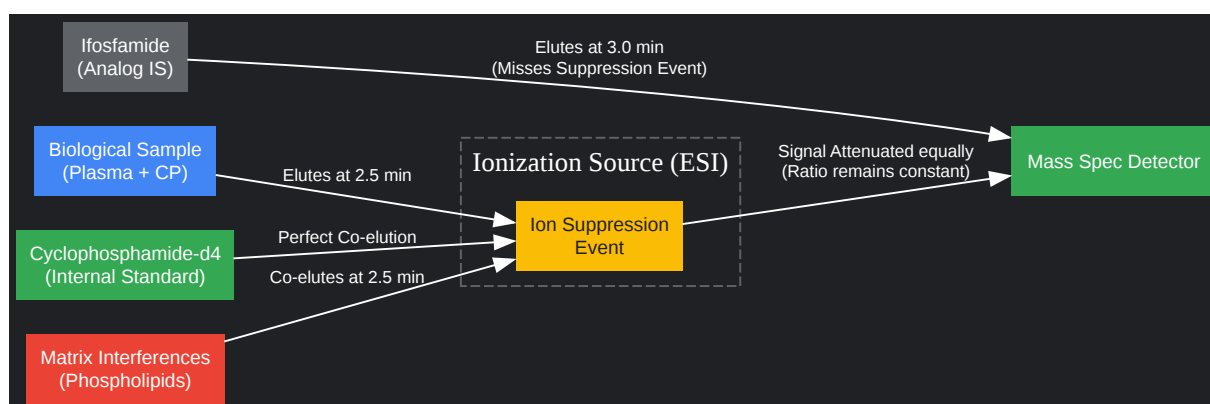 Ifosfamide
(Analog IS)
Elutes at 3.0 min
(Misses Suppression Event)
Biological Sample
(Plasma + CP)
Elutes at 2.5 min
Ionization Source (ESI)
Signal Attenuated equally
(Ratio remains constant)
Mass Spec Detector
Cyclophosphamide-d4
(Internal Standard)
Perfect Co-elution
Ion Suppression
Event
Co-elutes at 2.5 min
Matrix Interferences
(Phospholipids)